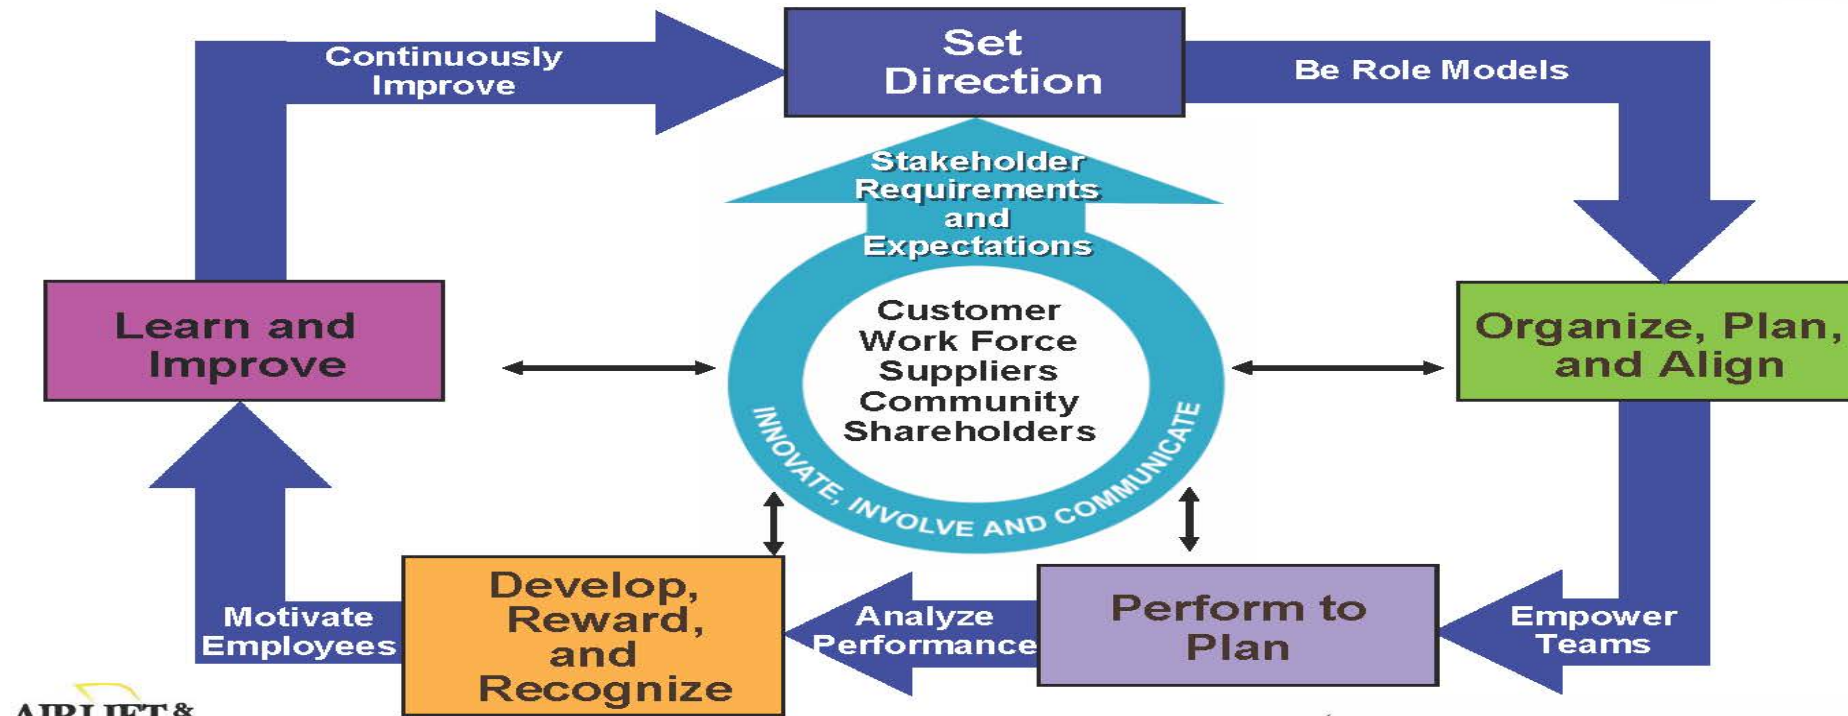 Continuously
Improve
Set
Direction
Be Role Models
Stakeholder
Requirements
and
Expectations
Learn and
Improve
Customer
Work Force
Suppliers
Community
Shareholders
Organize, Plan,
and Align
INNOVATE, INVOLVE AND COMMUNICATE
Motivate
Employees
Develop,
Reward,
and
Recognize
Analyze
Performance
Perform to
Plan
Empower
Teams
AIRLIFT &